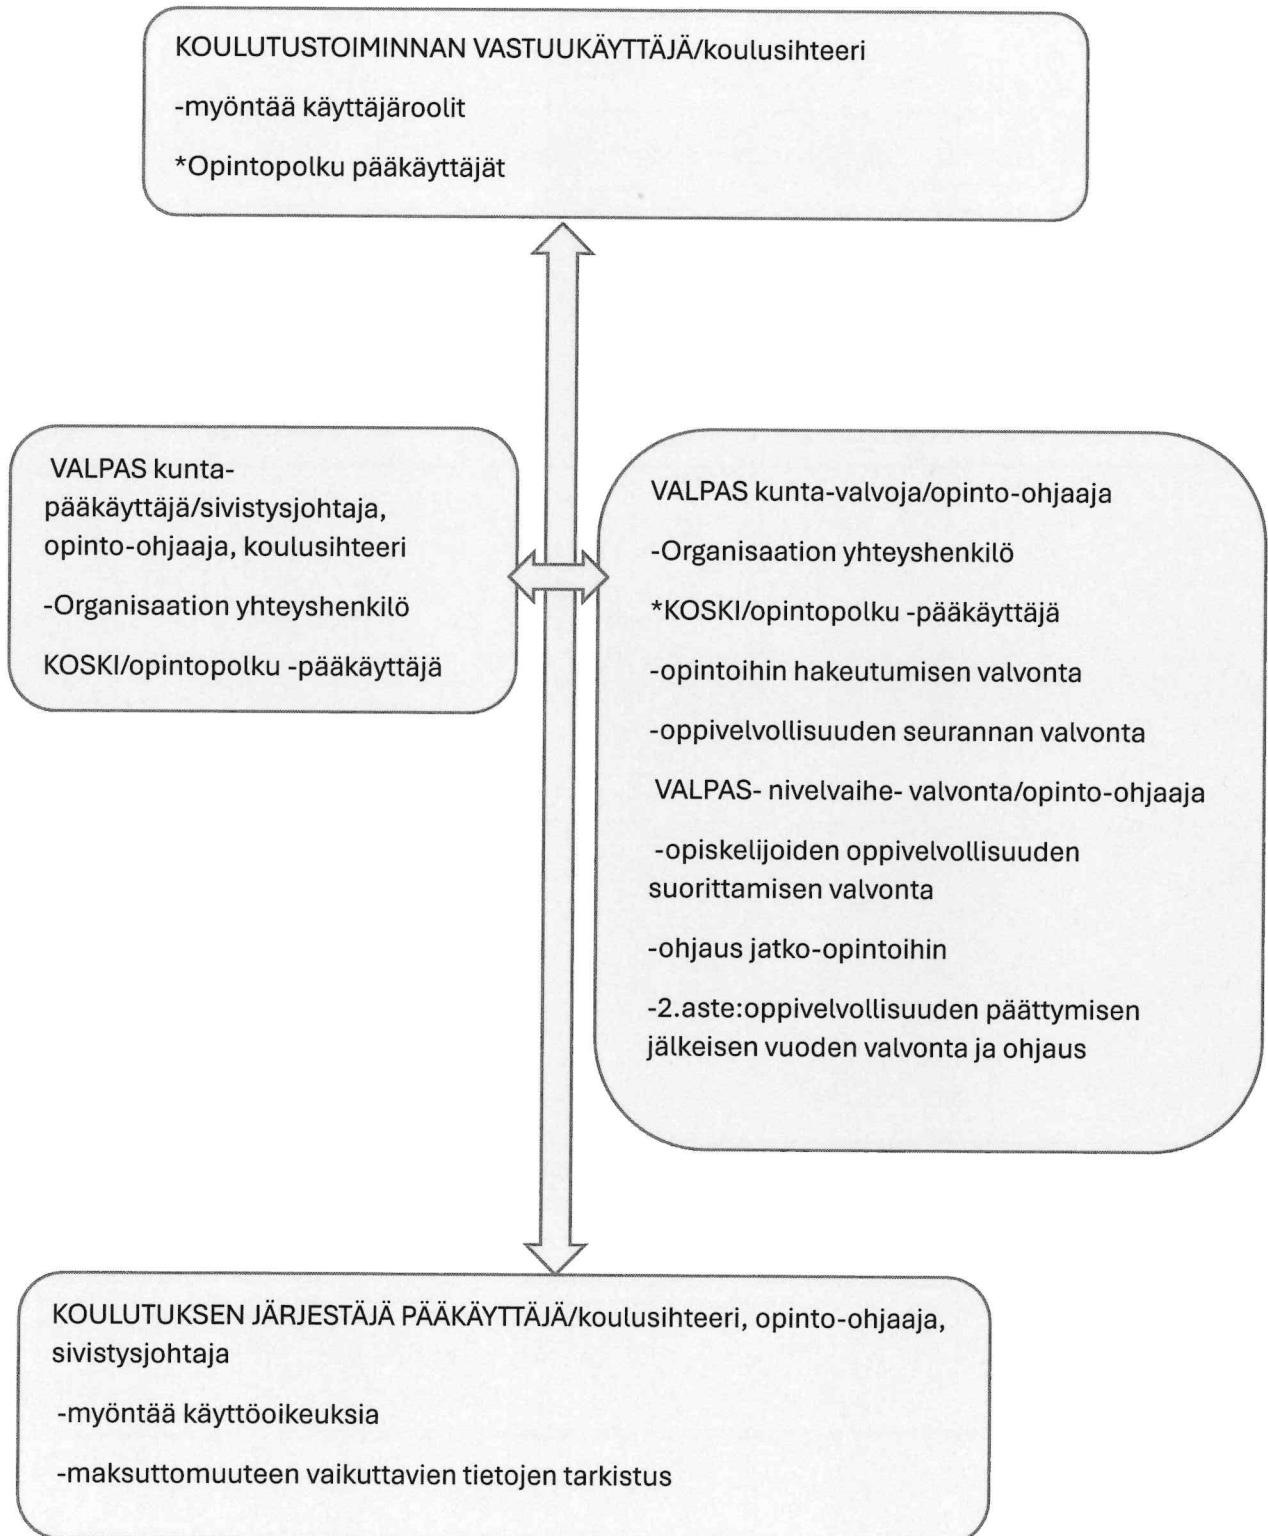 KOULUTUSTOIMINNAN VASTUUKÄYTTÄJÄ/koulusihteeri
-myöntää käyttäjäroolit
*Opintopolku pääkäyttäjät
VALPAS kunta-
pääkäyttäjä/sivistysjohtaja,
opinto-ohjaaja, koulusihteeri
-Organisaation yhteyshenkilö
KOSKI/opintopolku -pääkäyttäjä
VALPAS kunta-valvoja/opinto-ohjaaja
-Organisaation yhteyshenkilö
*KOSKI/opintopolku -pääkäyttäjä
-opintoihin hakeutumisen valvonta
-oppivelvollisuuden seurannan valvonta
VALPAS- nivelvaihe- valvonta/opinto-ohjaaja
-opiskelijoiden oppivelvollisuuden
suorittamisen valvonta
-ohjaus jatko-opintoihin
-2.aste:oppivelvollisuuden päättymisen
jälkeisen vuoden valvonta ja ohjaus
KOULUTUKSEN JÄRJESTÄJÄ PÄÄKÄYTTÄJÄ/koulusihteeri, opinto-ohjaaja,
sivistysjohtaja
-myöntää käyttöoikeuksia
-maksuttomuuteen vaikuttavien tietojen tarkistus